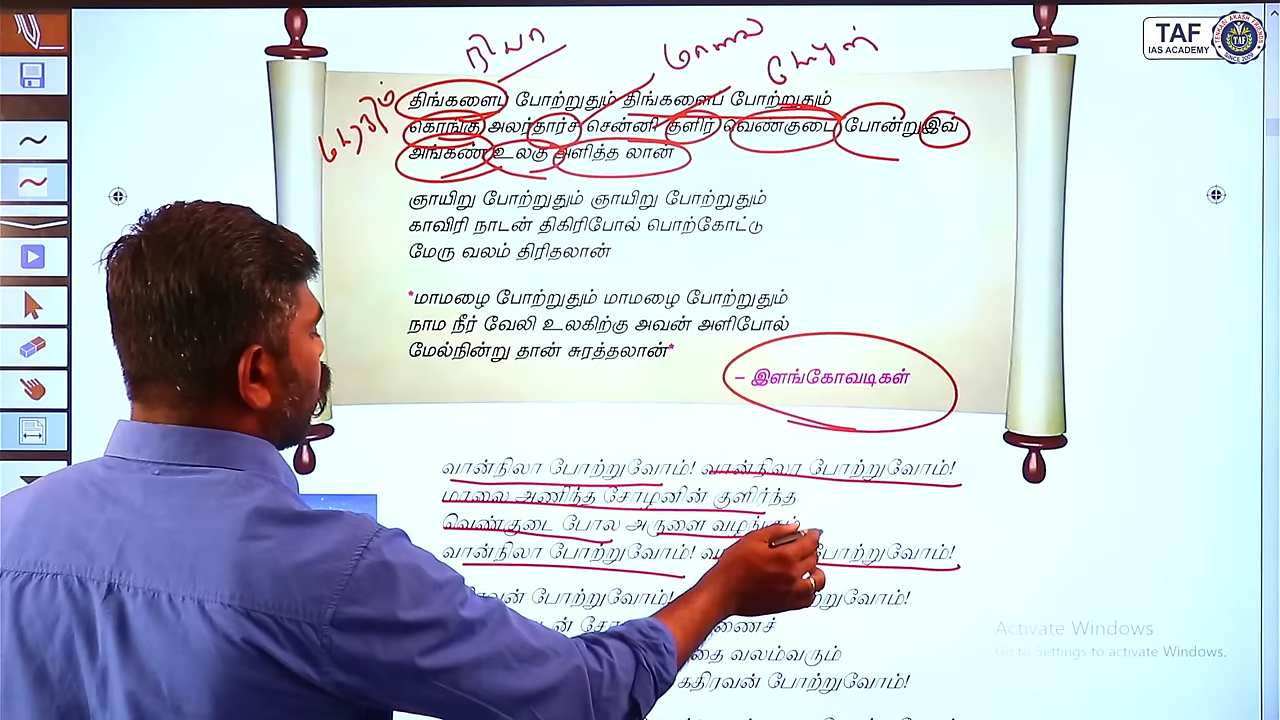 TAF
IAS ACADEMY
நிலா
மாலை
திங்களைப் போற்றுதும் திங்களைப் போற்றுதும்
கொங்கு அலர்தார்ச் சென்னி குளிர் வெண்குடை போன்றுஇவ்
அங்கண் உலகு அளித்த லான்
ஞாயிறு போற்றுதும் ஞாயிறு போற்றுதும்
காவிரி நாடன் திகிரிபோல் பொற்கோட்டு
மேரு வலம் திரிதலான்
*மாமழை போற்றுதும் மாமழை போற்றுதும்
நாம நீர் வேலி உலகிற்கு அவன் அளிபோல்
மேல்நின்று தான் சுரத்தலான்*
– இளங்கோவடிகள்
வான்நிலா போற்றுவோம்! வான்நிலா போற்றுவோம்!
மாலை அணிந்த சோழனின் குளிர்ந்த
வெண்குடை போல அருளை வழங்கும்
வான்நிலா போற்றுவோம்! போற்றுவோம்!
போற்றுவோம்!
வலம்வரும்
கதிரவன் போற்றுவோம்!
Activate Windows
Go to Settings to activate Windows.